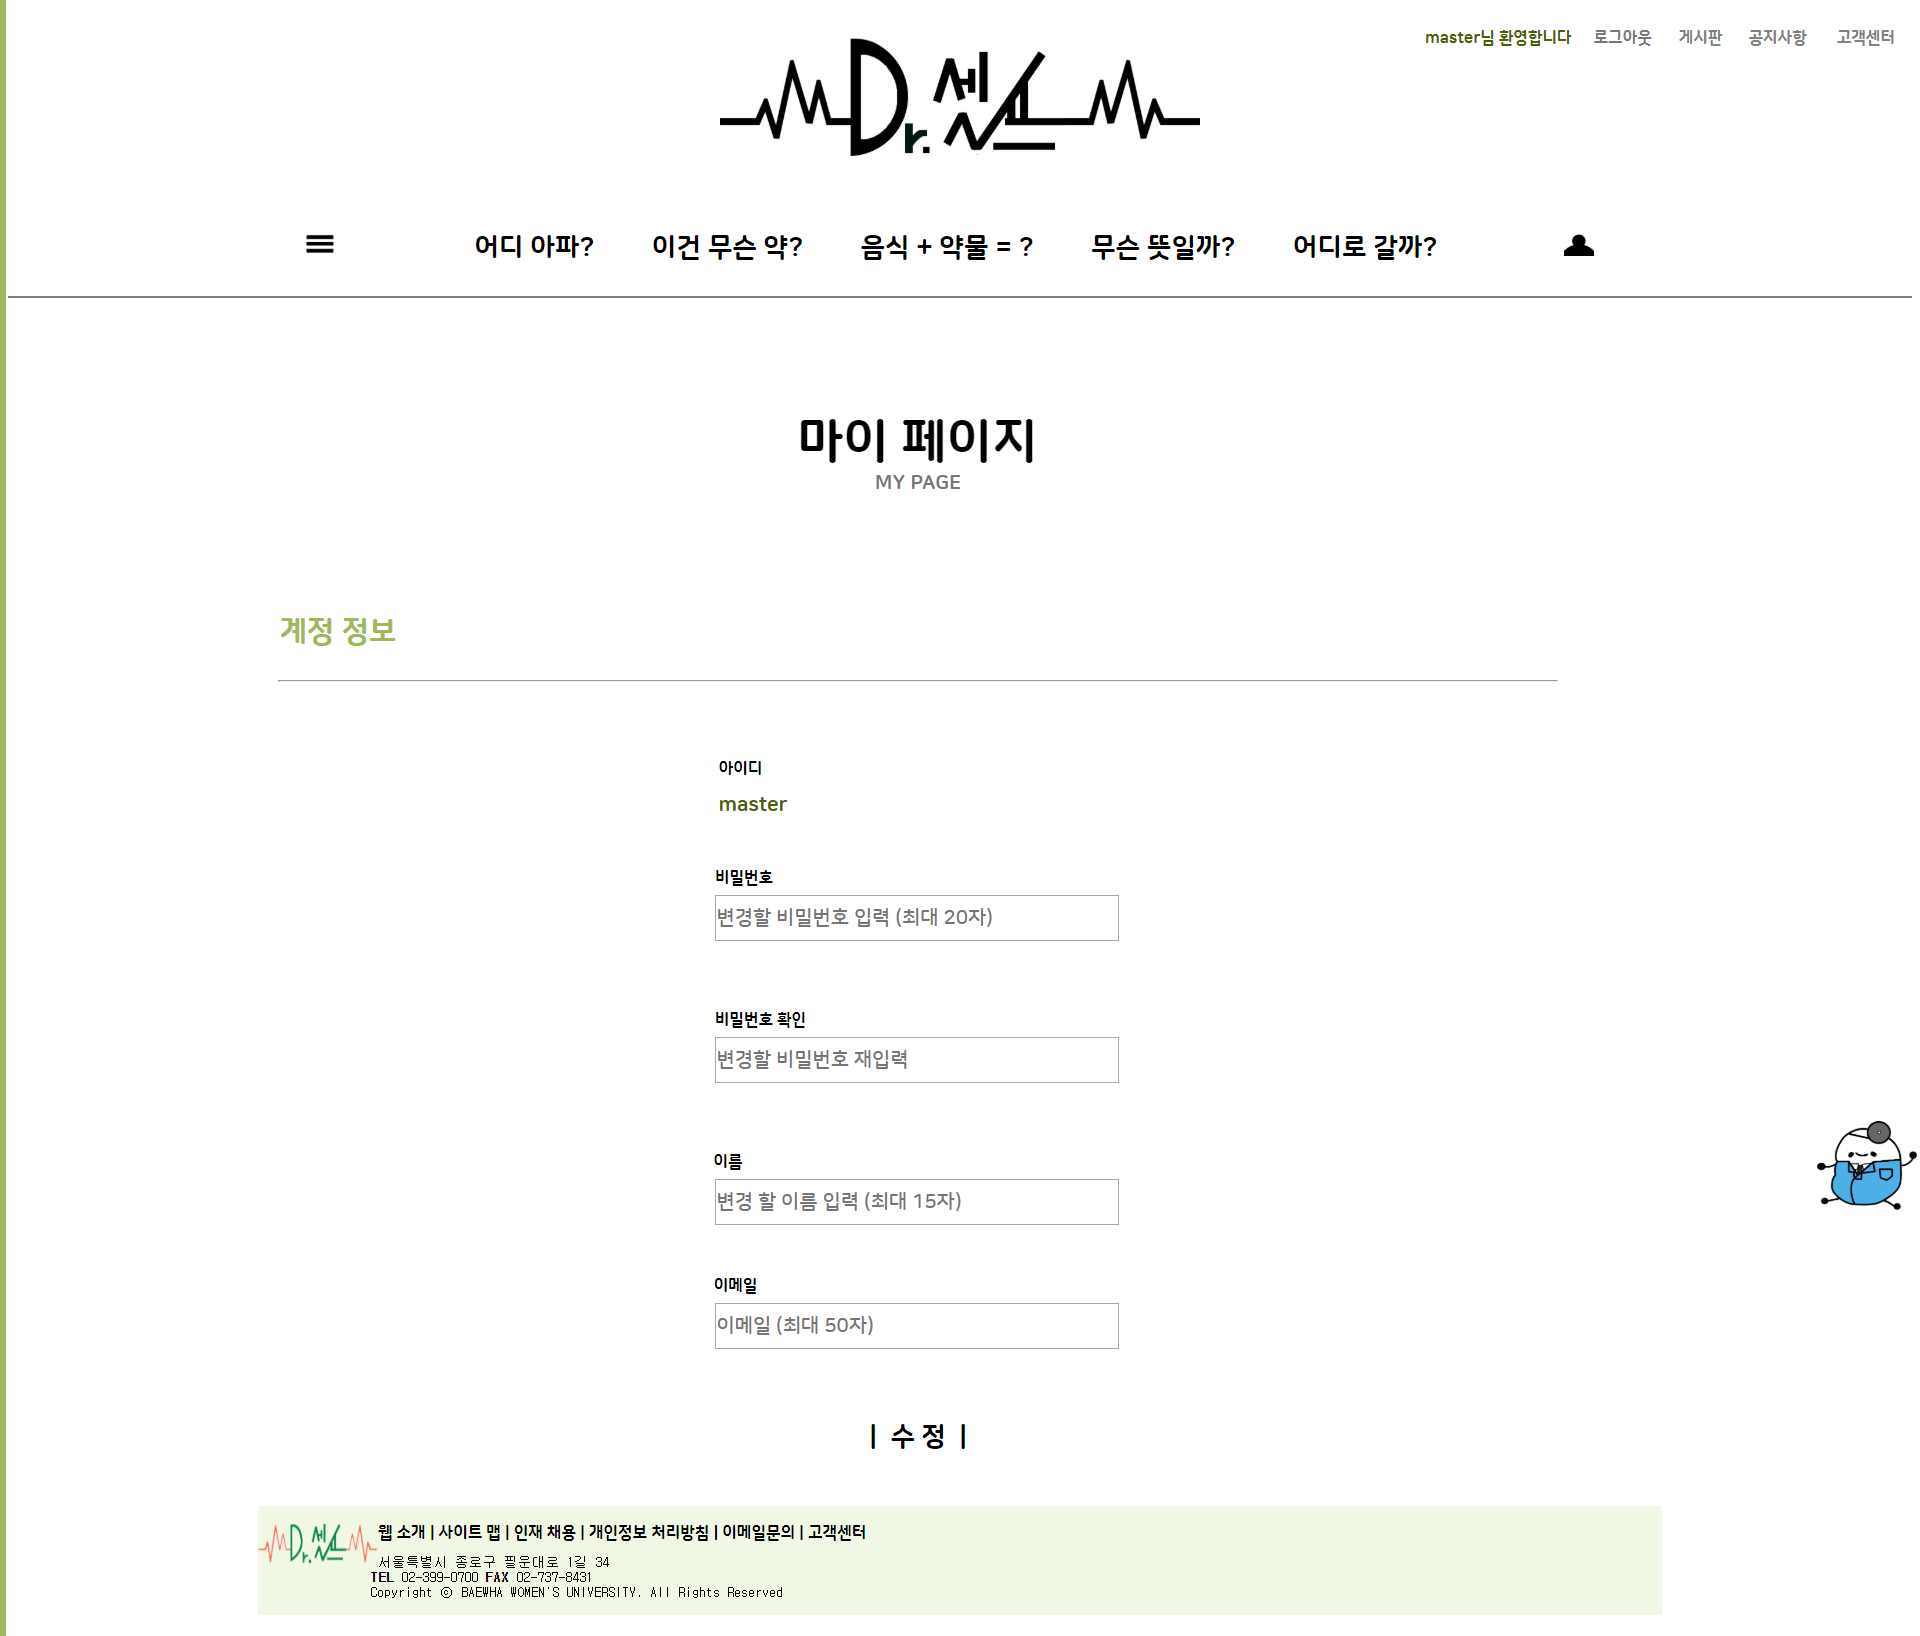 master님 환영합니다 로그아웃 게시판 공지사항 고객센터
Dr. 셀스
어디 아파? 이건 무슨 약? 음식 + 약물 = ? 무슨 뜻일까? 어디로 갈까?
마이 페이지
MY PAGE
계정 정보
아이디
master
비밀번호
변경할 비밀번호 입력 (최대 20자)
비밀번호 확인
변경할 비밀번호 재입력
이름
변경 할 이름 입력 (최대 15자)
이메일
이메일 (최대 50자)
| 수 정 |
웹 소개 | 사이트 맵 | 인재 채용 | 개인정보 처리방침 | 이메일문의 | 고객센터
서울특별시 종로구 필운대로 1길 34
TEL 02-399-0700 FAX 02-737-8431
Copyright ⓒ BAEWHA WOMEN'S UNIVERSITY. All Rights Reserved